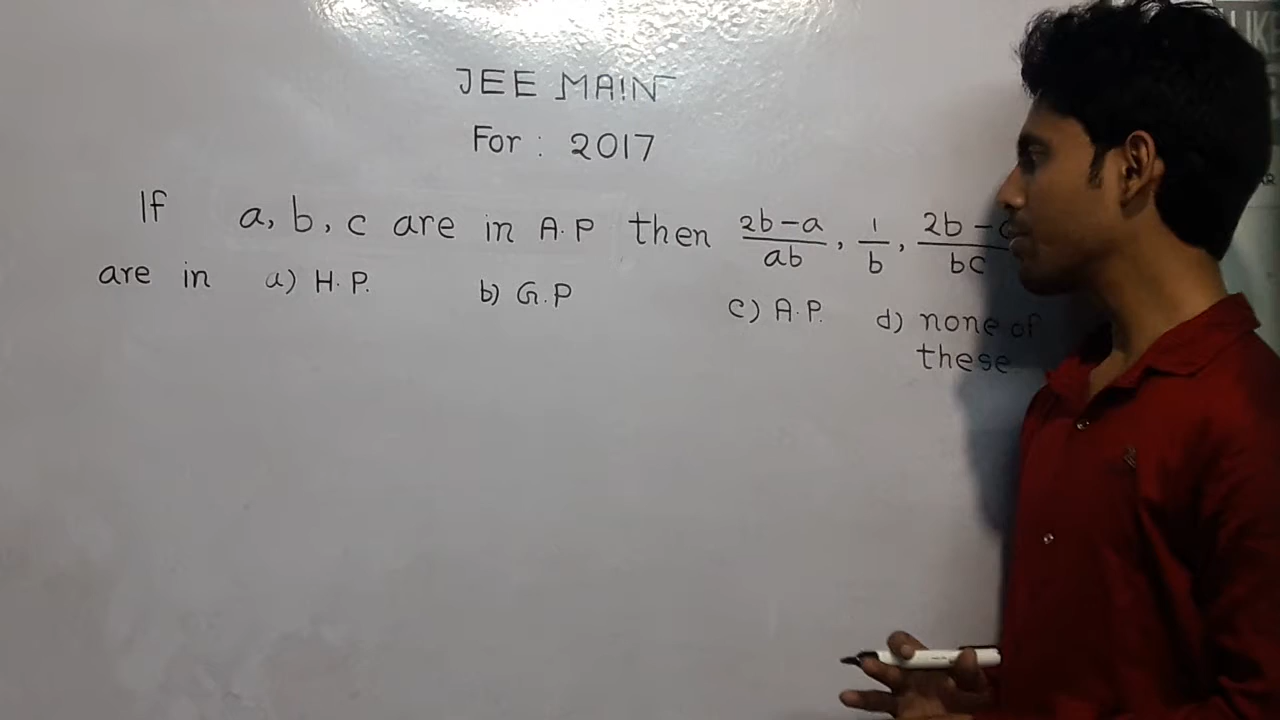 JEE MAIN
For : 2017
If a, b, c are in A.P then 2b-a/ab, 1/b, 2b-/bc
are in a) H.P. b) G.P c) A.P. d) none of
these